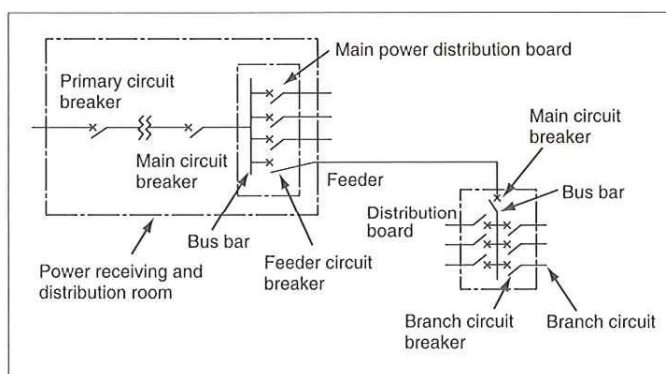 Main power distribution board
Primary circuit
breaker
Main circuit
breaker
Main circuit
breaker
Feeder
Bus bar
Distribution
board
Bus bar
Feeder circuit
breaker
Power receiving and
distribution room
Branch circuit
breaker
Branch circuit